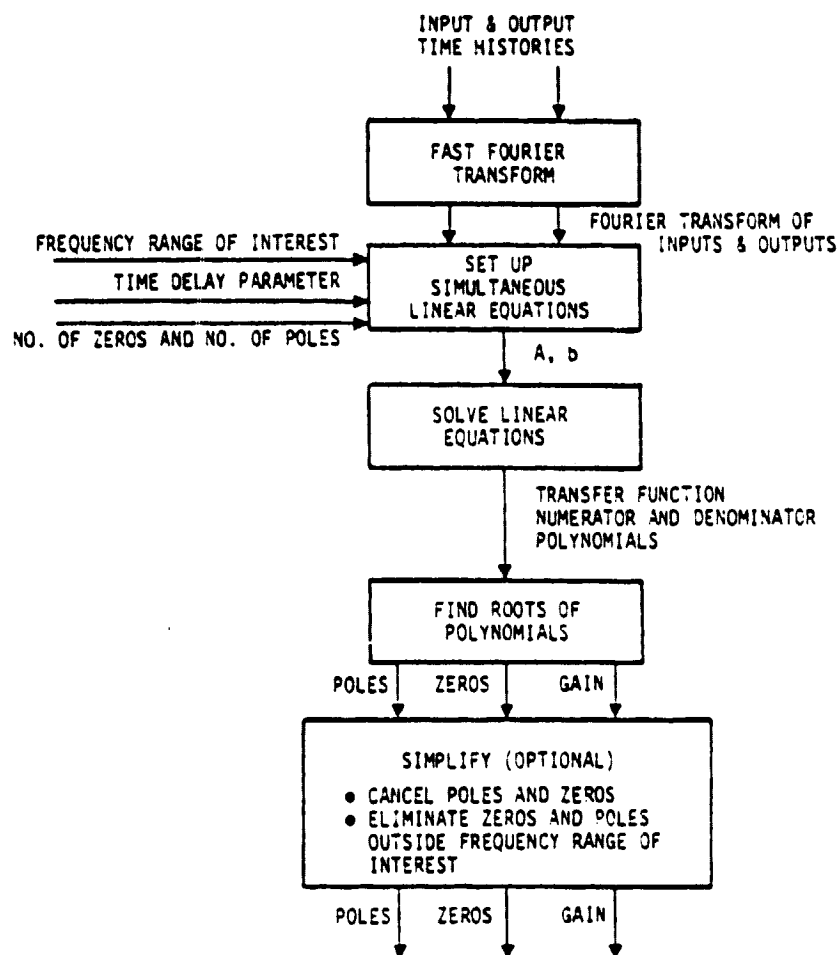 INPUT & OUTPUT
TIME HISTORIES
FAST FOURIER
TRANSFORM
FOURIER TRANSFORM OF
INPUTS & OUTPUTS
FREQUENCY RANGE OF INTEREST
TIME DELAY PARAMETER
NO. OF ZEROS AND NO. OF POLES
SET UP
SIMULTANEOUS
LINEAR EQUATIONS
A, b
SOLVE LINEAR
EQUATIONS
TRANSFER FUNCTION
NUMERATOR AND DENOMINATOR
POLYNOMIALS
FIND ROOTS OF
POLYNOMIALS
POLES ZEROS GAIN
SIMPLIFY (OPTIONAL)
● CANCEL POLES AND ZEROS
● ELIMINATE ZEROS AND POLES
OUTSIDE FREQUENCY RANGE OF
INTEREST
POLES ZEROS GAIN